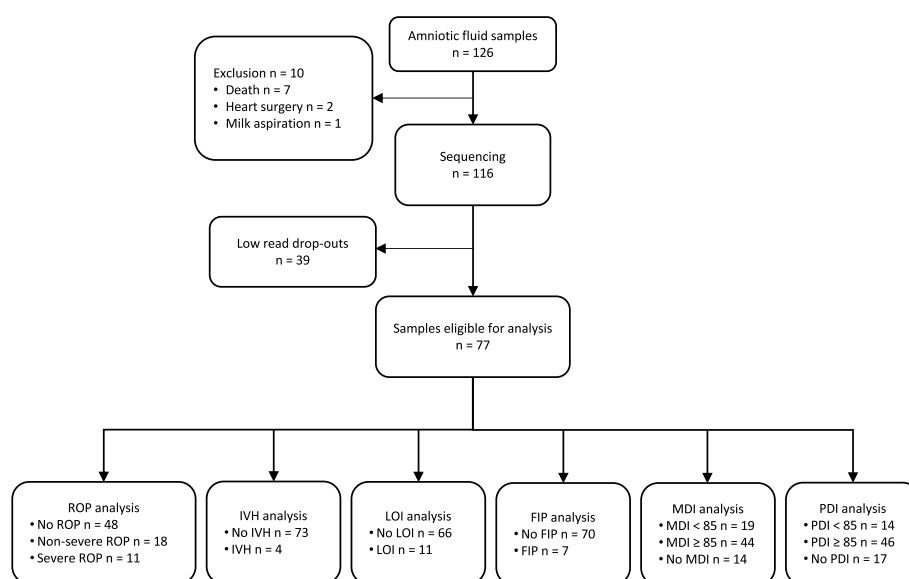 Amniotic fluid samples
n = 126
Exclusion n = 10
• Death n = 7
• Heart surgery n = 2
• Milk aspiration n = 1
Sequencing
n = 116
Low read drop-outs
n = 39
Samples eligible for analysis
n = 77
ROP analysis
• No ROP n = 48
• Non-severe ROP n = 18
• Severe ROP n = 11
IVH analysis
• No IVH n = 73
• IVH n = 4
LOI analysis
• No LOI n = 66
• LOI n = 11
FIP analysis
• No FIP n = 70
• FIP n = 7
MDI analysis
• MDI < 85 n = 19
• MDI ≥ 85 n = 44
• No MDI n = 14
PDI analysis
• PDI < 85 n = 14
• PDI ≥ 85 n = 46
• No PDI n = 17